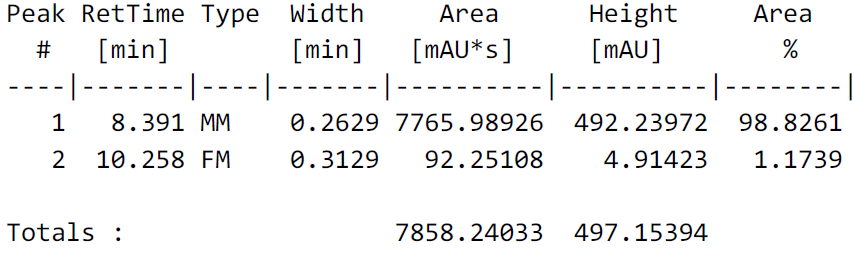 Peak RetTime Type  Width     Area      Height     Area
  #   [min]        [min]   [mAU*s]     [mAU]        %
----|-------|----|-------|----------|----------|--------|
   1   8.391 MM    0.2629 7765.98926  492.23972  98.8261
   2  10.258 FM    0.3129   92.25108    4.91423   1.1739
Totals :                  7858.24033  497.15394